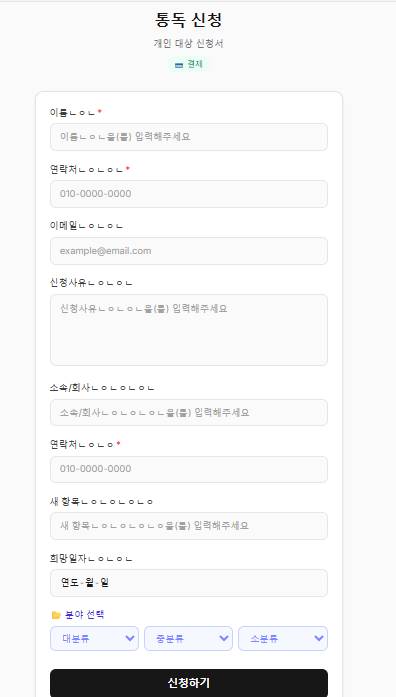 통독 신청
개인 대상 신청서
결제
이름ㄴㅇㄴ*
이름ㄴㅇㄴ을(를) 입력해주세요
연락처ㄴㅇㄴㅇㄴ*
010-0000-0000
이메일ㄴㅇㄴㅇㄴ
example@email.com
신청사유ㄴㅇㄴㅇㄴ
신청사유ㄴㅇㄴㅇㄴ을(를) 입력해주세요
소속/회사ㄴㅇㄴㅇㄴㅇㄴ
소속/회사ㄴㅇㄴㅇㄴㅇㄴ을(를) 입력해주세요
연락처ㄴㅇㄴㅇ*
010-0000-0000
새 항목ㄴㅇㄴㅇㄴㅇㄴㅇ
새 항목ㄴㅇㄴㅇㄴㅇㄴㅇ을(를) 입력해주세요
희망일자ㄴㅇㄴㅇㄴ
연도-월-일
분야 선택
대분류 중분류 소분류
신청하기